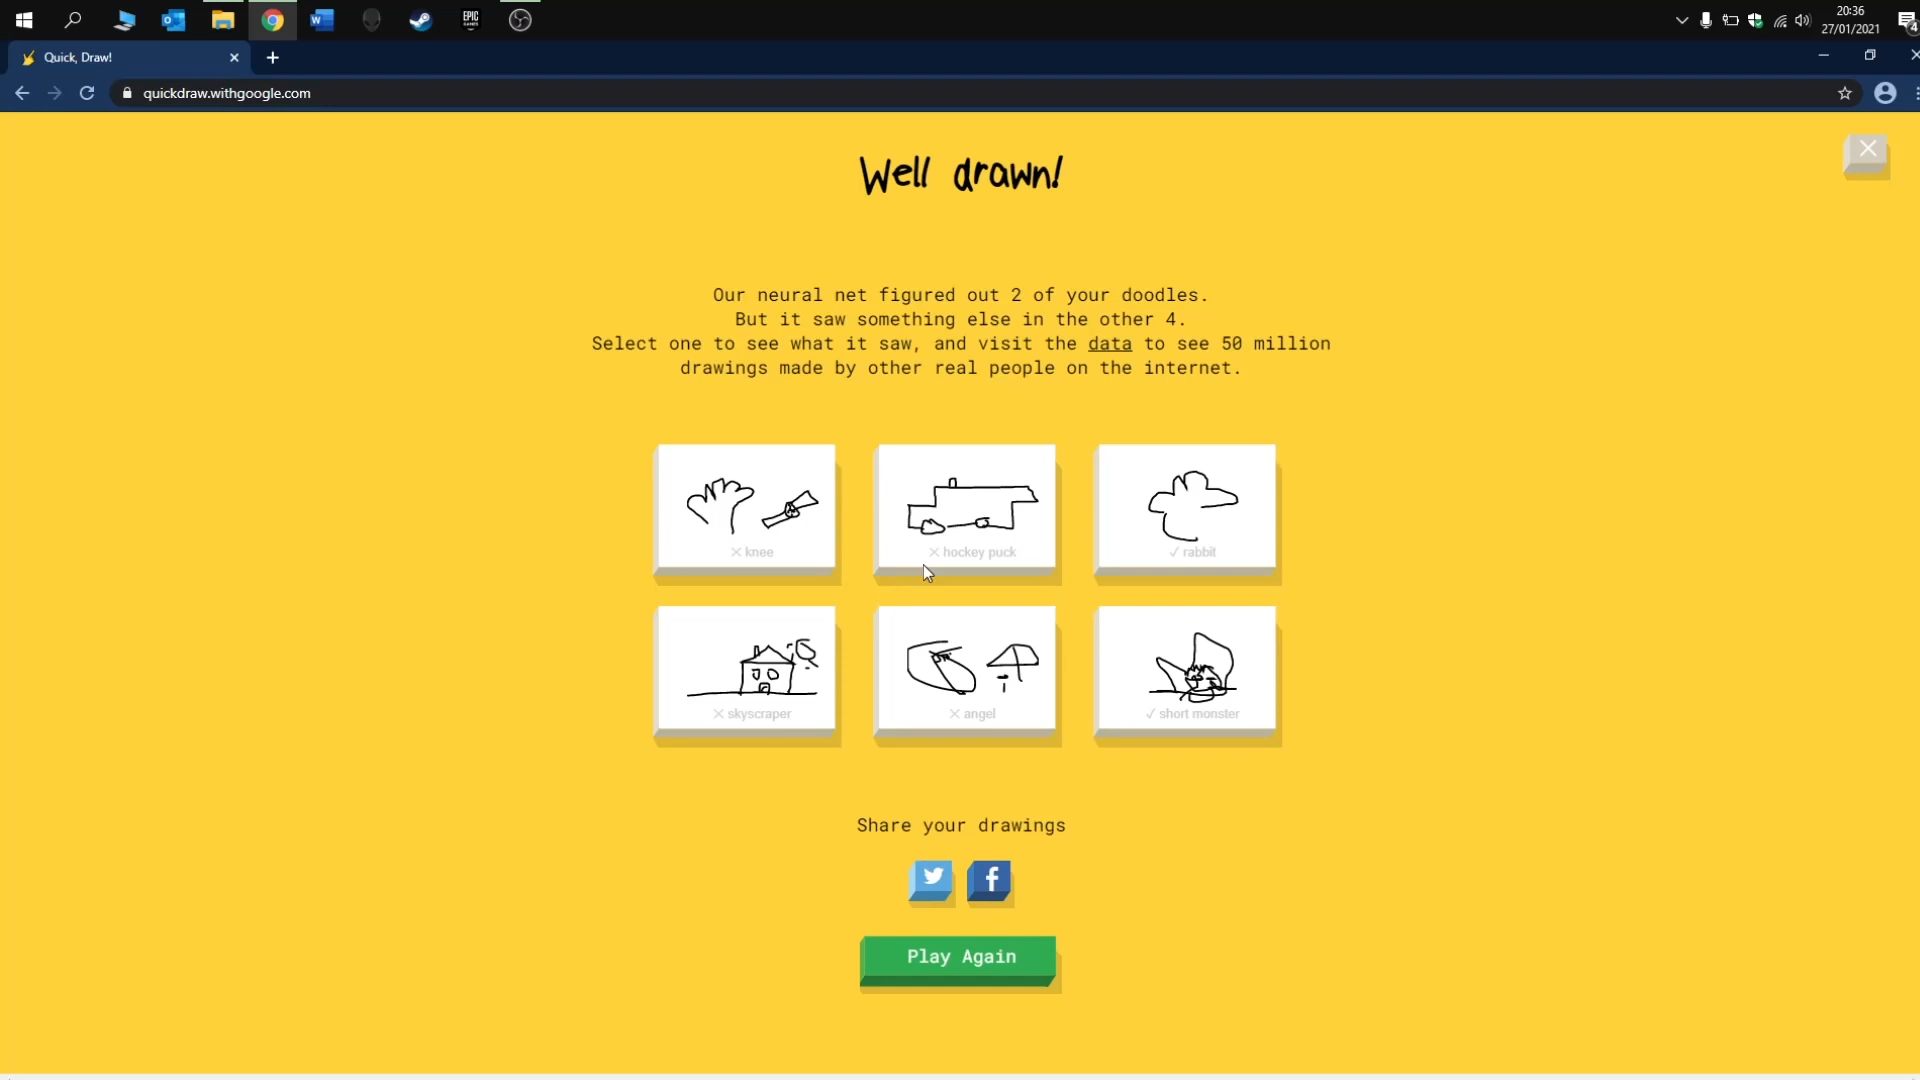 20:36
27/01/2021
4
EPIC
GAMES
Quick, Draw!
quickdraw.withgoogle.com
Well drawn!
Our neural net figured out 2 of your doodles.
But it saw something else in the other 4.
Select one to see what it saw, and visit the data to see 50 million
drawings made by other real people on the internet.
knee
hockey puck
rabbit
skyscraper
angel
short monster
Share your drawings
Play Again